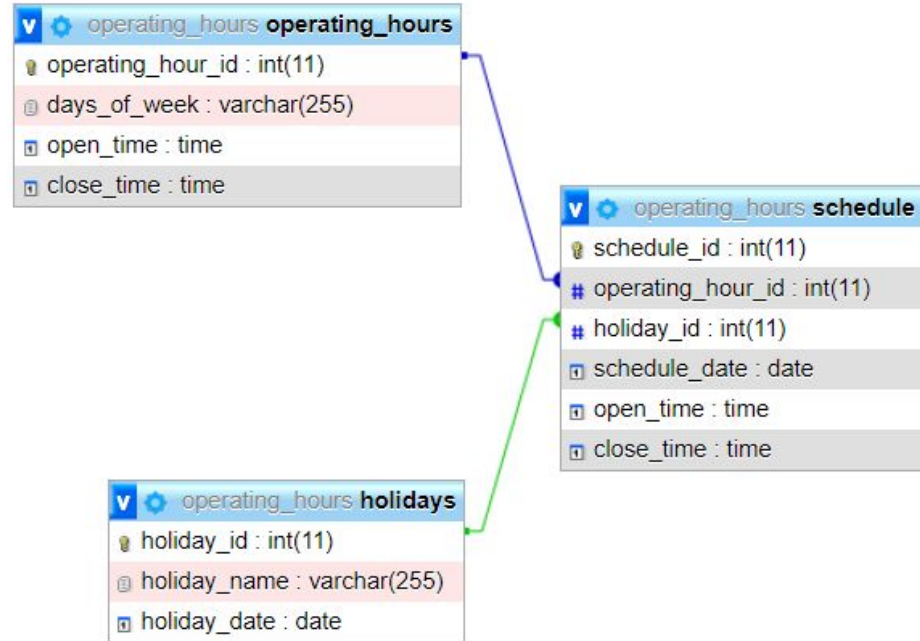 v operating_hours operating_hours
operating_hour_id : int(11)
days_of_week : varchar(255)
open_time : time
close_time : time
v operating_hours schedule
schedule_id : int(11)
# operating_hour_id : int(11)
# holiday_id : int(11)
schedule_date : date
open_time : time
close_time : time
v operating_hours holidays
holiday_id : int(11)
holiday_name : varchar(255)
holiday_date : date